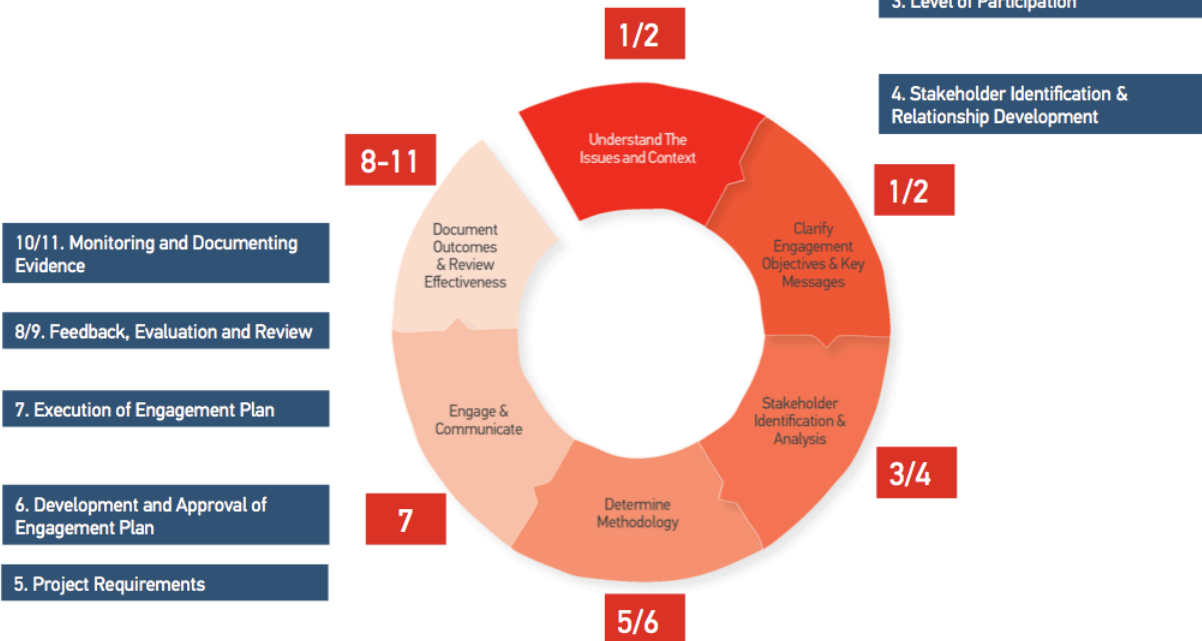 3. Level of Participation
1/2
4. Stakeholder Identification &
Relationship Development
Understand The
Issues and Context
8-11
1/2
10/11. Monitoring and Documenting
Evidence
Document
Outcomes
& Review
Effectiveness
Clarify
Engagement
Objectives & Key
Messages
8/9. Feedback, Evaluation and Review
7. Execution of Engagement Plan
Engage &
Communicate
Stakeholder
Identification &
Analysis
3/4
6. Development and Approval of
Engagement Plan
7
Determine
Methodology
5. Project Requirements
5/6